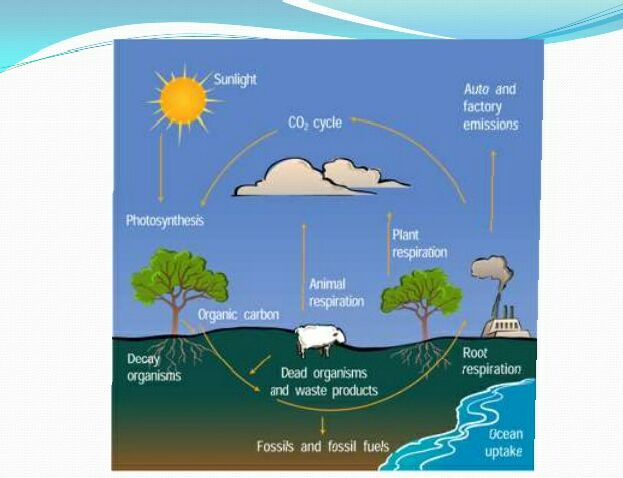 Sunlight
Auto and
factory
emissions
CO₂ cycle
Photosynthesis
Plant
respiration
Animal
respiration
Organic carbon
Decay
organisms
Dead organisms
and waste products
Root
respiration
Fossils and fossil fuels
Ocean
uptake